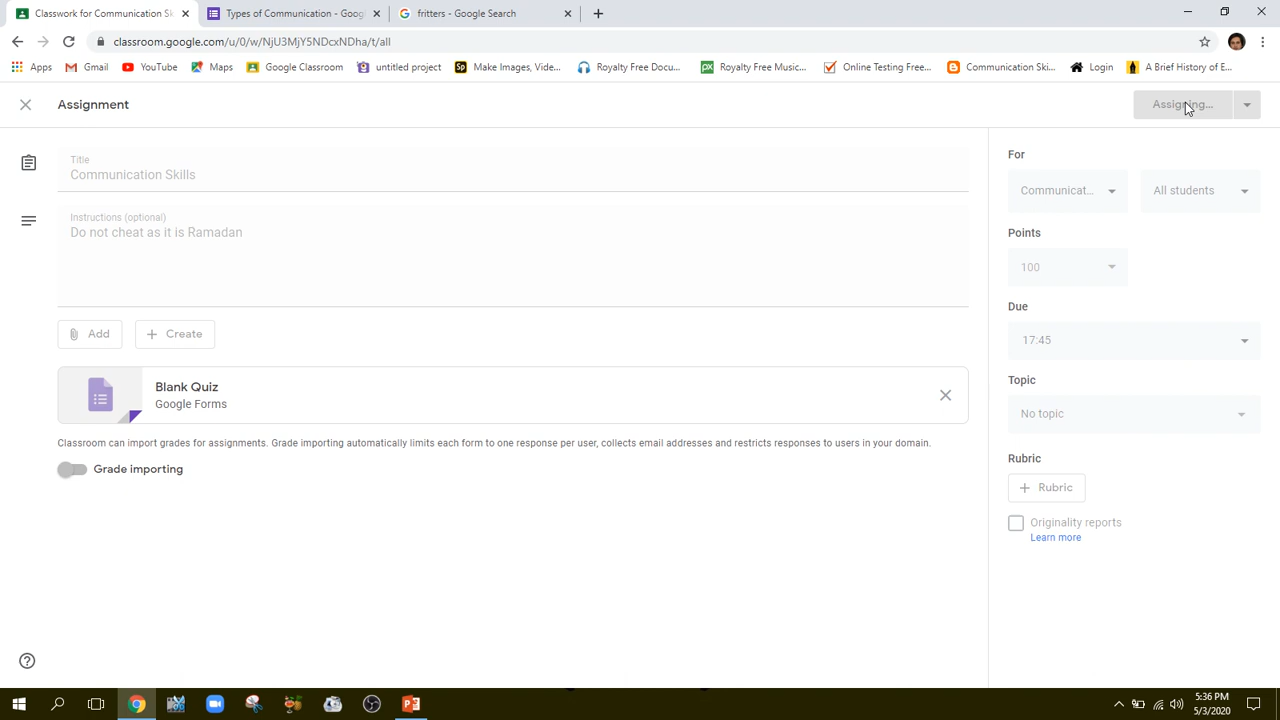 Classwork for Communication Sk
Types of Communication - Goog
fritters - Google Search
classroom.google.com/u/0/w/NjU3MjY5NDcxNDha/t/all
Apps
Gmail
YouTube
Maps
Google Classroom
untitled project
Make Images, Vide...
Royalty Free Docu...
Royalty Free Music...
Online Testing Free...
Communication Ski...
Login
A Brief History of E...
Assignment
Assigning...
Title
Communication Skills
Instructions (optional)
Do not cheat as it is Ramadan
Add
Create
Blank Quiz
Google Forms
Classroom can import grades for assignments. Grade importing automatically limits each form to one response per user, collects email addresses and restricts responses to users in your domain.
Grade importing
For
Communicat...
All students
Points
100
Due
17:45
Topic
No topic
Rubric
Rubric
Originality reports
Learn more
5:36 PM
5/3/2020